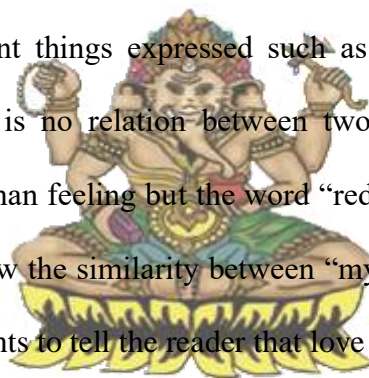 nt things expressed such as
is no relation between two
nan feeling but the word “red
w the similarity between “my
nts to tell the reader that love